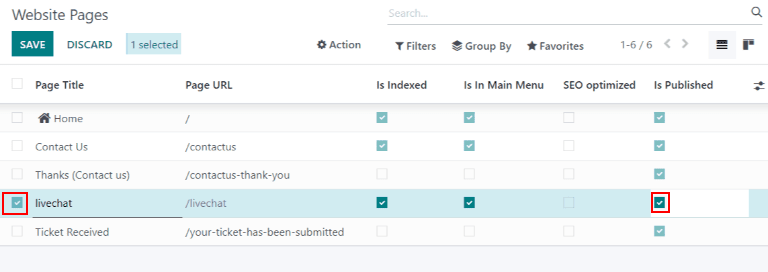 Website Pages
Search...
SAVE DISCARD 1 selected Action Filters Group By Favorites 1-6 / 6
Page Title Page URL Is Indexed Is In Main Menu SEO optimized Is Published
Home /
Contact Us /contactus
Thanks (Contact us) /contactus-thank-you
livechat /livechat
Ticket Received /your-ticket-has-been-submitted